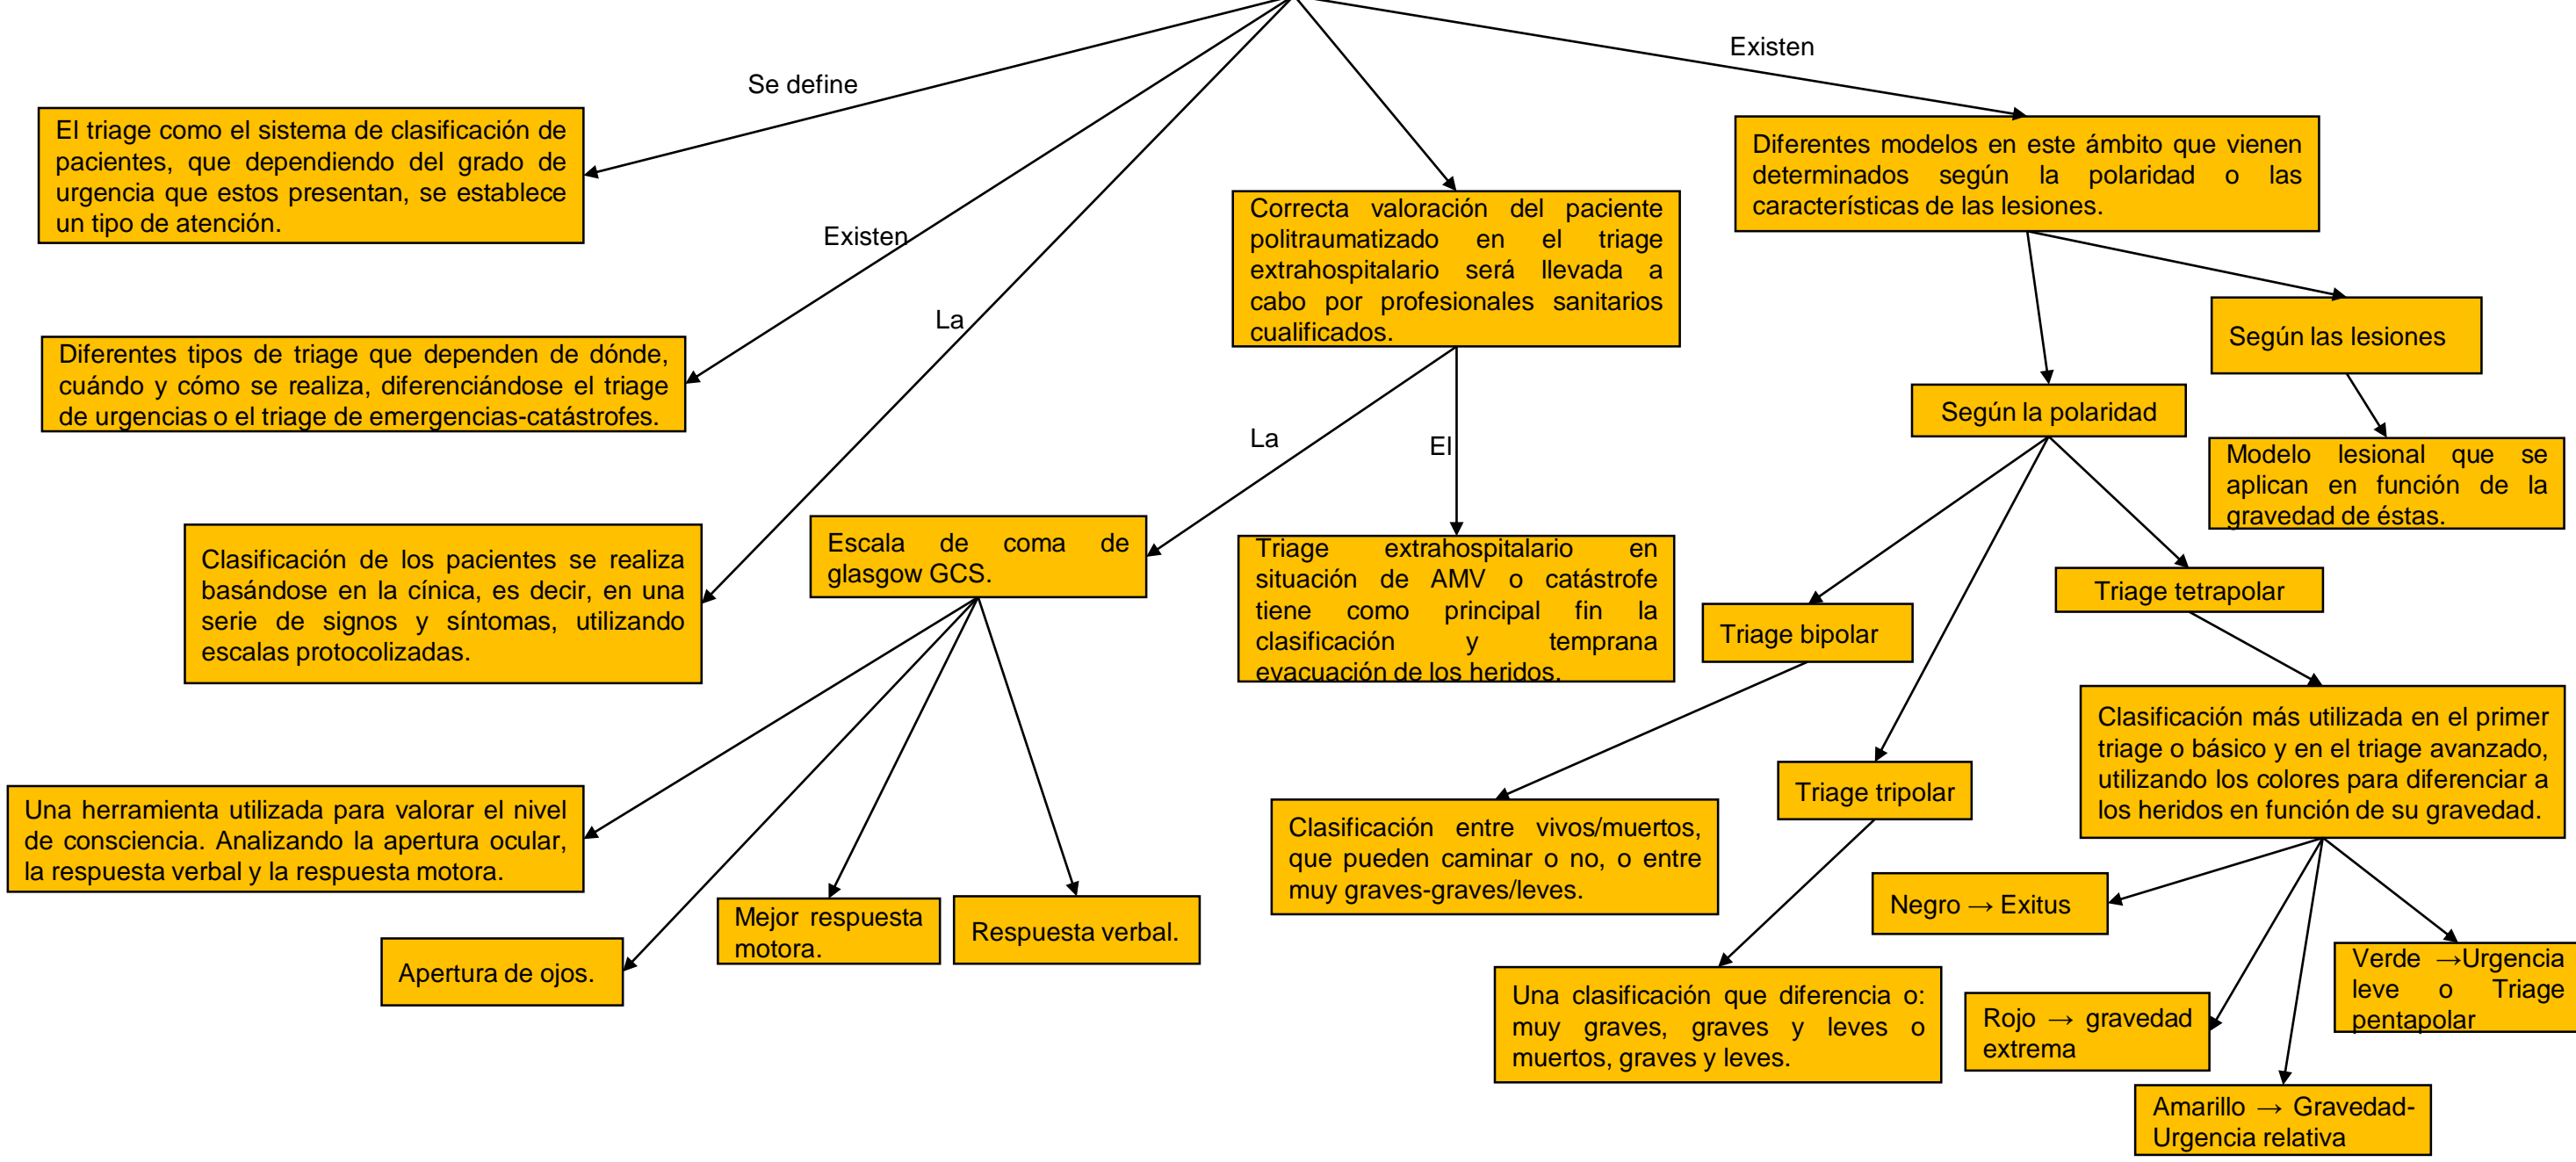 Existen
Se define
El triage como el sistema de clasificación de
pacientes, que dependiendo del grado de
urgencia que estos presentan, se establece
un tipo de atención.
Diferentes modelos en este ámbito que vienen
determinados según la polaridad o las
características de las lesiones.
Correcta valoración del paciente
politraumatizado en el triage
extrahospitalario será llevada a
cabo por profesionales sanitarios
cualificados.
Existen
La
Según las lesiones
Diferentes tipos de triage que dependen de dónde,
cuándo y cómo se realiza, diferenciándose el triage
de urgencias o el triage de emergencias-catástrofes.
Según la polaridad
La
El
Modelo lesional que se
aplican en función de la
gravedad de éstas.
Clasificación de los pacientes se realiza
basándose en la cínica, es decir, en una
serie de signos y síntomas, utilizando
escalas protocolizadas.
Escala de coma de
glasgow GCS.
Triage extrahospitalario en
situación de AMV o catástrofe
tiene como principal fin la
clasificación y temprana
evacuación de los heridos.
Triage tetrapolar
Triage bipolar
Clasificación más utilizada en el primer
triage o básico y en el triage avanzado,
utilizando los colores para diferenciar a
los heridos en función de su gravedad.
Triage tripolar
Una herramienta utilizada para valorar el nivel
de consciencia. Analizando la apertura ocular,
la respuesta verbal y la respuesta motora.
Clasificación entre vivos/muertos,
que pueden caminar o no, o entre
muy graves-graves/leves.
Mejor respuesta
motora.
Respuesta verbal.
Negro → Exitus
Apertura de ojos.
Verde →Urgencia
leve o Triage
pentapolar
Una clasificación que diferencia o:
muy graves, graves y leves o
muertos, graves y leves.
Rojo → gravedad
extrema
Amarillo → Gravedad-
Urgencia relativa